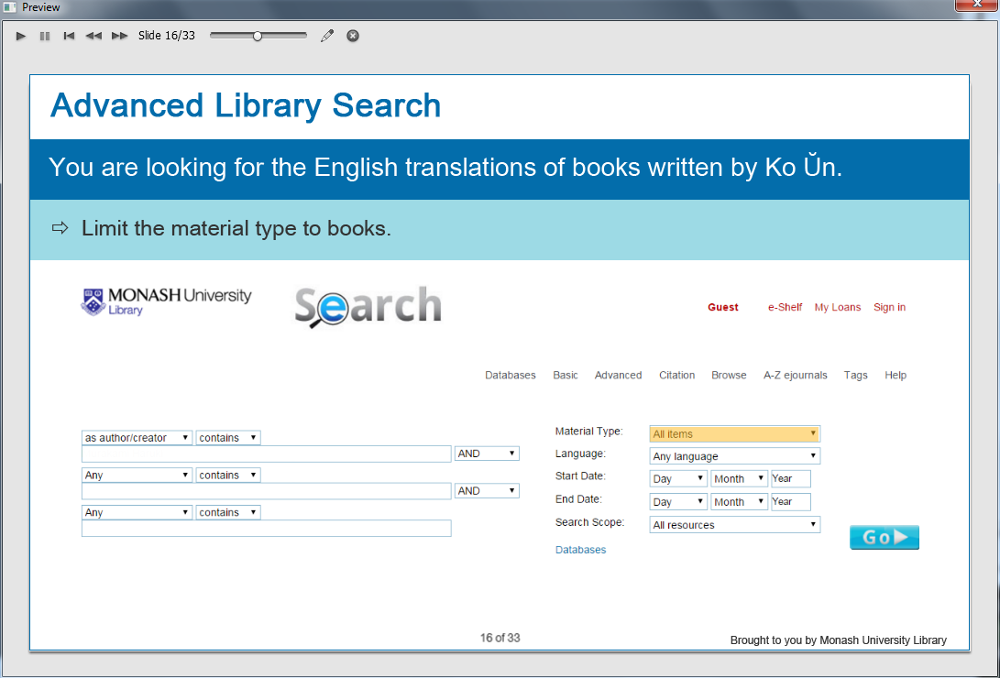 Preview
Slide 16/33
Advanced Library Search
You are looking for the English translations of books written by Ko Ŭn.
⇨ Limit the material type to books.
MONASH University
Library
Search
Guest e-Shelf My Loans Sign in
Databases Basic Advanced Citation Browse A-Z ejournals Tags Help
as author/creator contains
AND
Any contains
AND
Any contains
Material Type: All items
Language: Any language
Start Date: Day Month Year
End Date: Day Month Year
Search Scope: All resources
Databases
Go
16 of 33
Brought to you by Monash University Library